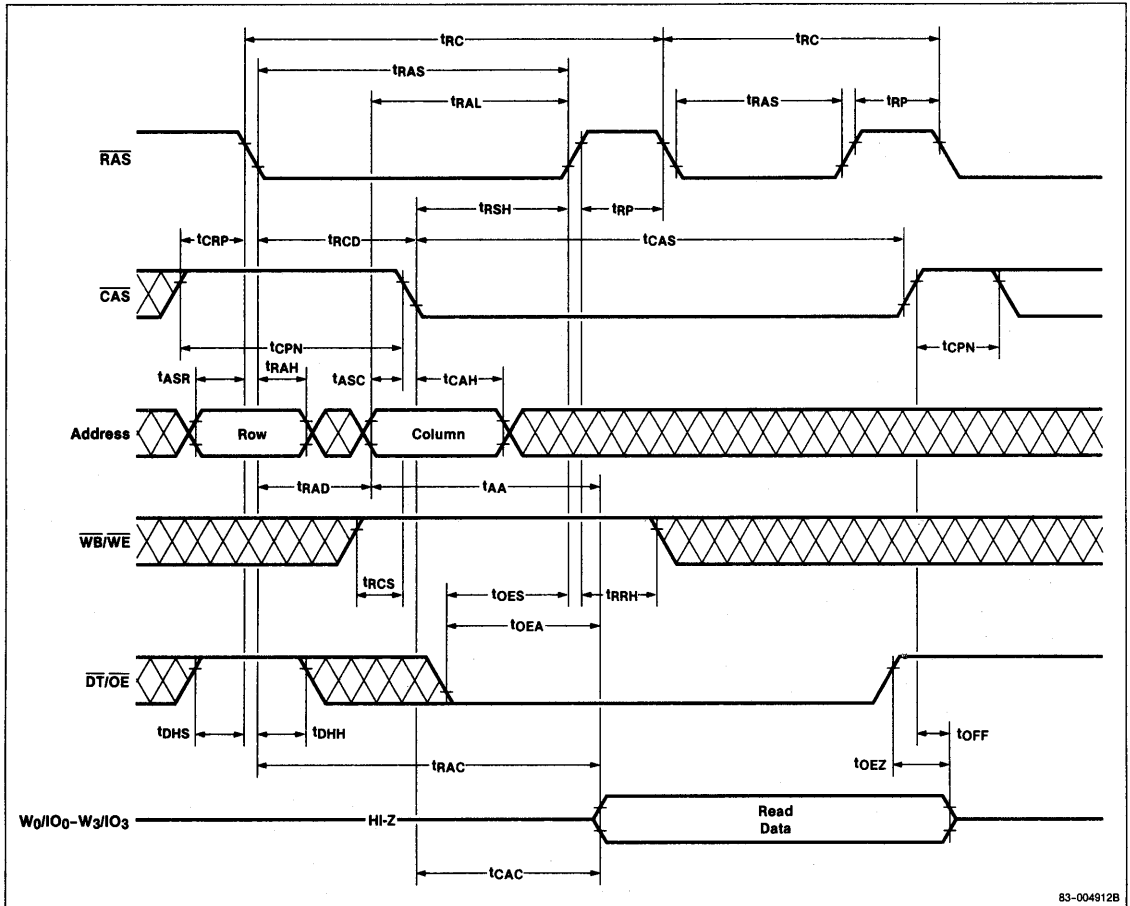 tRC tRC
tRAS
tRAL tRAS tRP
RAS
tRSH tRP
tCRP tRCD tCAS
CAS
tCPN tCPN
tASR tRAH tASC tCAH
Address Row Column
tRAD tAA
WB/WE
tRCS tOES tRRH
tOEA
DT/OE
tDHS tDHH tOFF
tRAC tOEZ
W0/IO0–W3/IO3 HI-Z Read
Data
tCAC
83-004912B